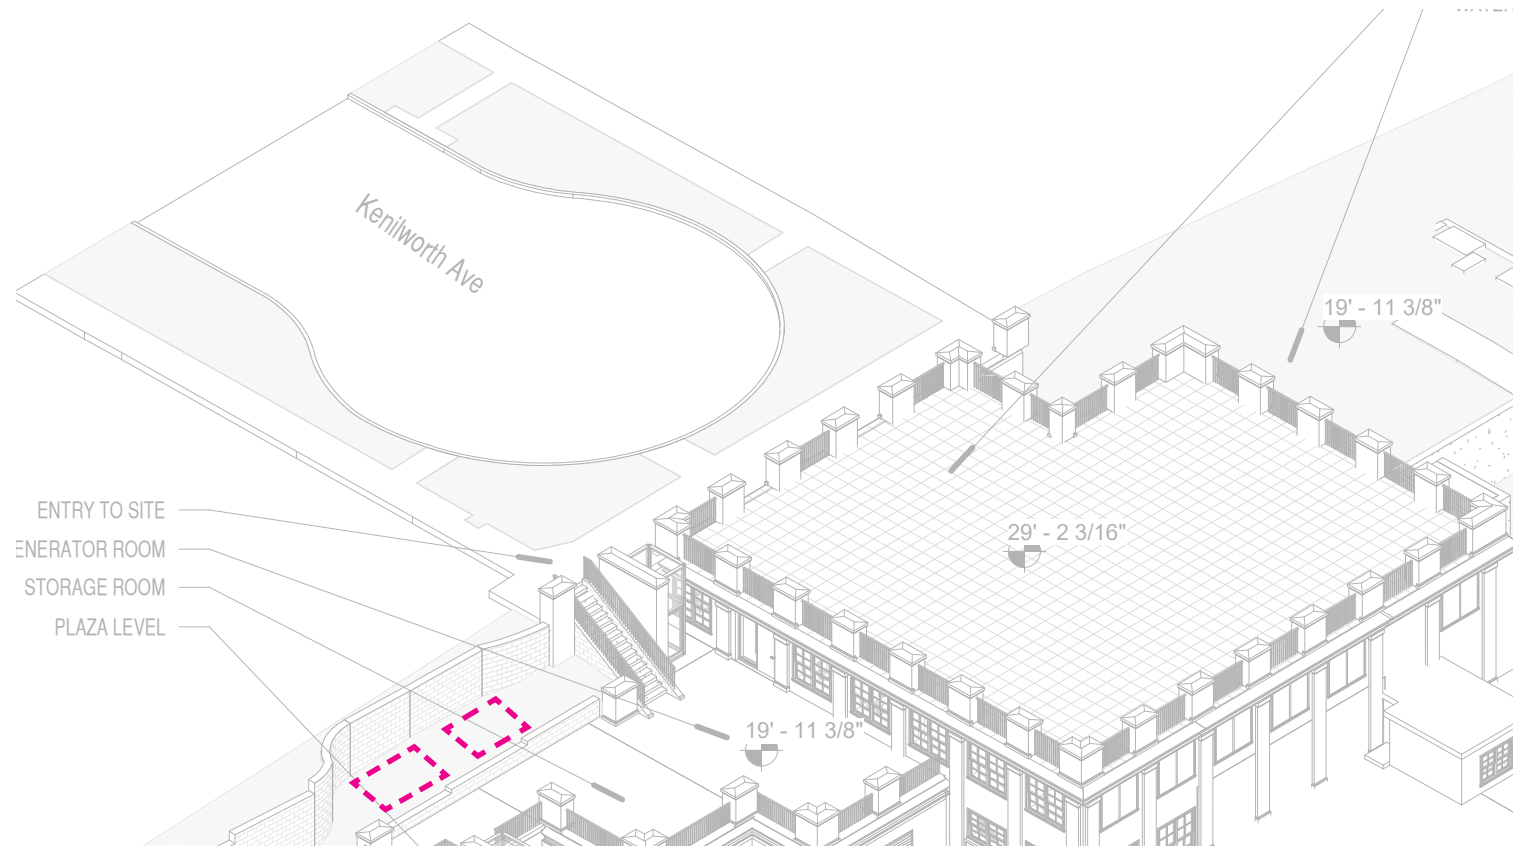 Kenilworth Ave
19' - 11 3/8"
ENTRY TO SITE
29' - 2 3/16"
ENERATOR ROOM
STORAGE ROOM
PLAZA LEVEL
19' - 11 3/8"